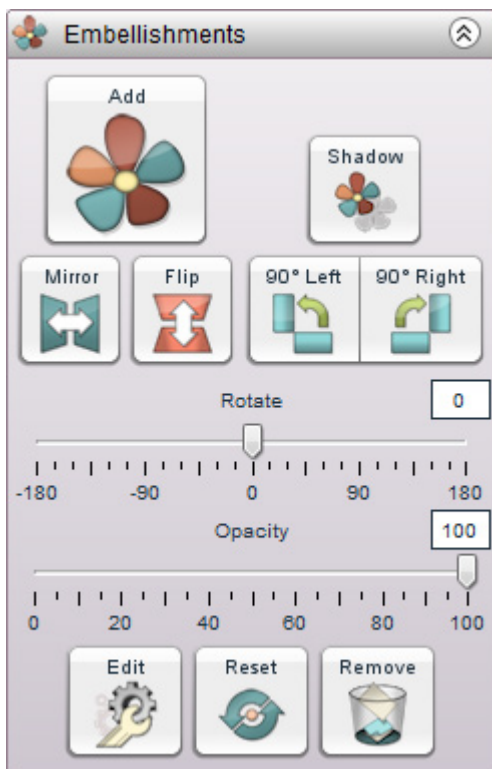 Embellishments
Add
Shadow
Mirror Flip 90° Left 90° Right
Rotate 0
-180 -90 0 90 180
Opacity 100
0 20 40 60 80 100
Edit Reset Remove